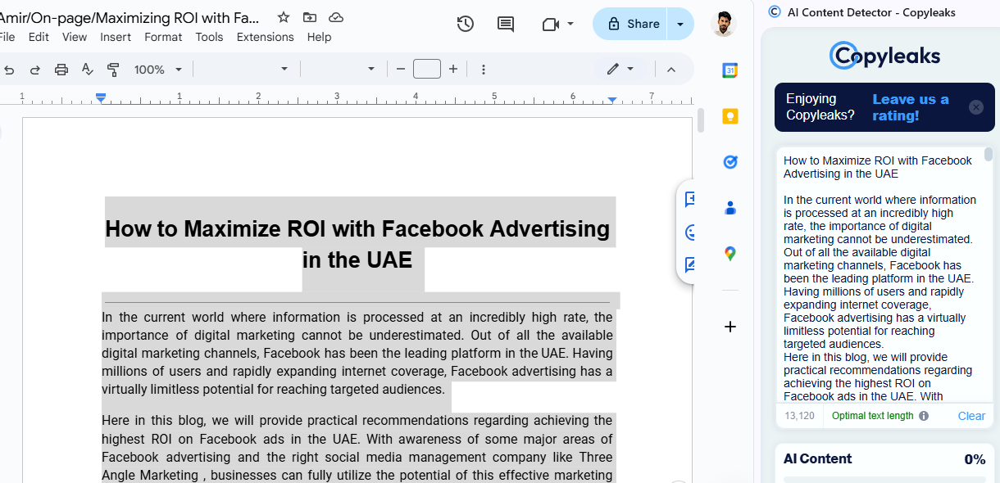 Amir/On-page/Maximizing ROI with Fa...
File Edit View Insert Format Tools Extensions Help
Share
100%
1 1 2 3 4 5 6 7
31
How to Maximize ROI with Facebook Advertising
in the UAE
In the current world where information is processed at an incredibly high rate, the
importance of digital marketing cannot be underestimated. Out of all the available
digital marketing channels, Facebook has been the leading platform in the UAE. Having
millions of users and rapidly expanding internet coverage, Facebook advertising has a
virtually limitless potential for reaching targeted audiences.
Here in this blog, we will provide practical recommendations regarding achieving the
highest ROI on Facebook ads in the UAE. With awareness of some major areas of
Facebook advertising and the right social media management company like Three
Angle Marketing , businesses can fully utilize the potential of this effective marketing
AI Content Detector - Copyleaks
Copyleaks
Enjoying
Copyleaks?
Leave us a
rating!
How to Maximize ROI with Facebook
Advertising in the UAE
In the current world where information
is processed at an incredibly high
rate, the importance of digital
marketing cannot be underestimated.
Out of all the available digital
marketing channels, Facebook has
been the leading platform in the UAE.
Having millions of users and rapidly
expanding internet coverage,
Facebook advertising has a virtually
limitless potential for reaching
targeted audiences.
Here in this blog, we will provide
practical recommendations regarding
achieving the highest ROI on
Facebook ads in the UAE. With
13,120 Optimal text length Clear
AI Content 0%